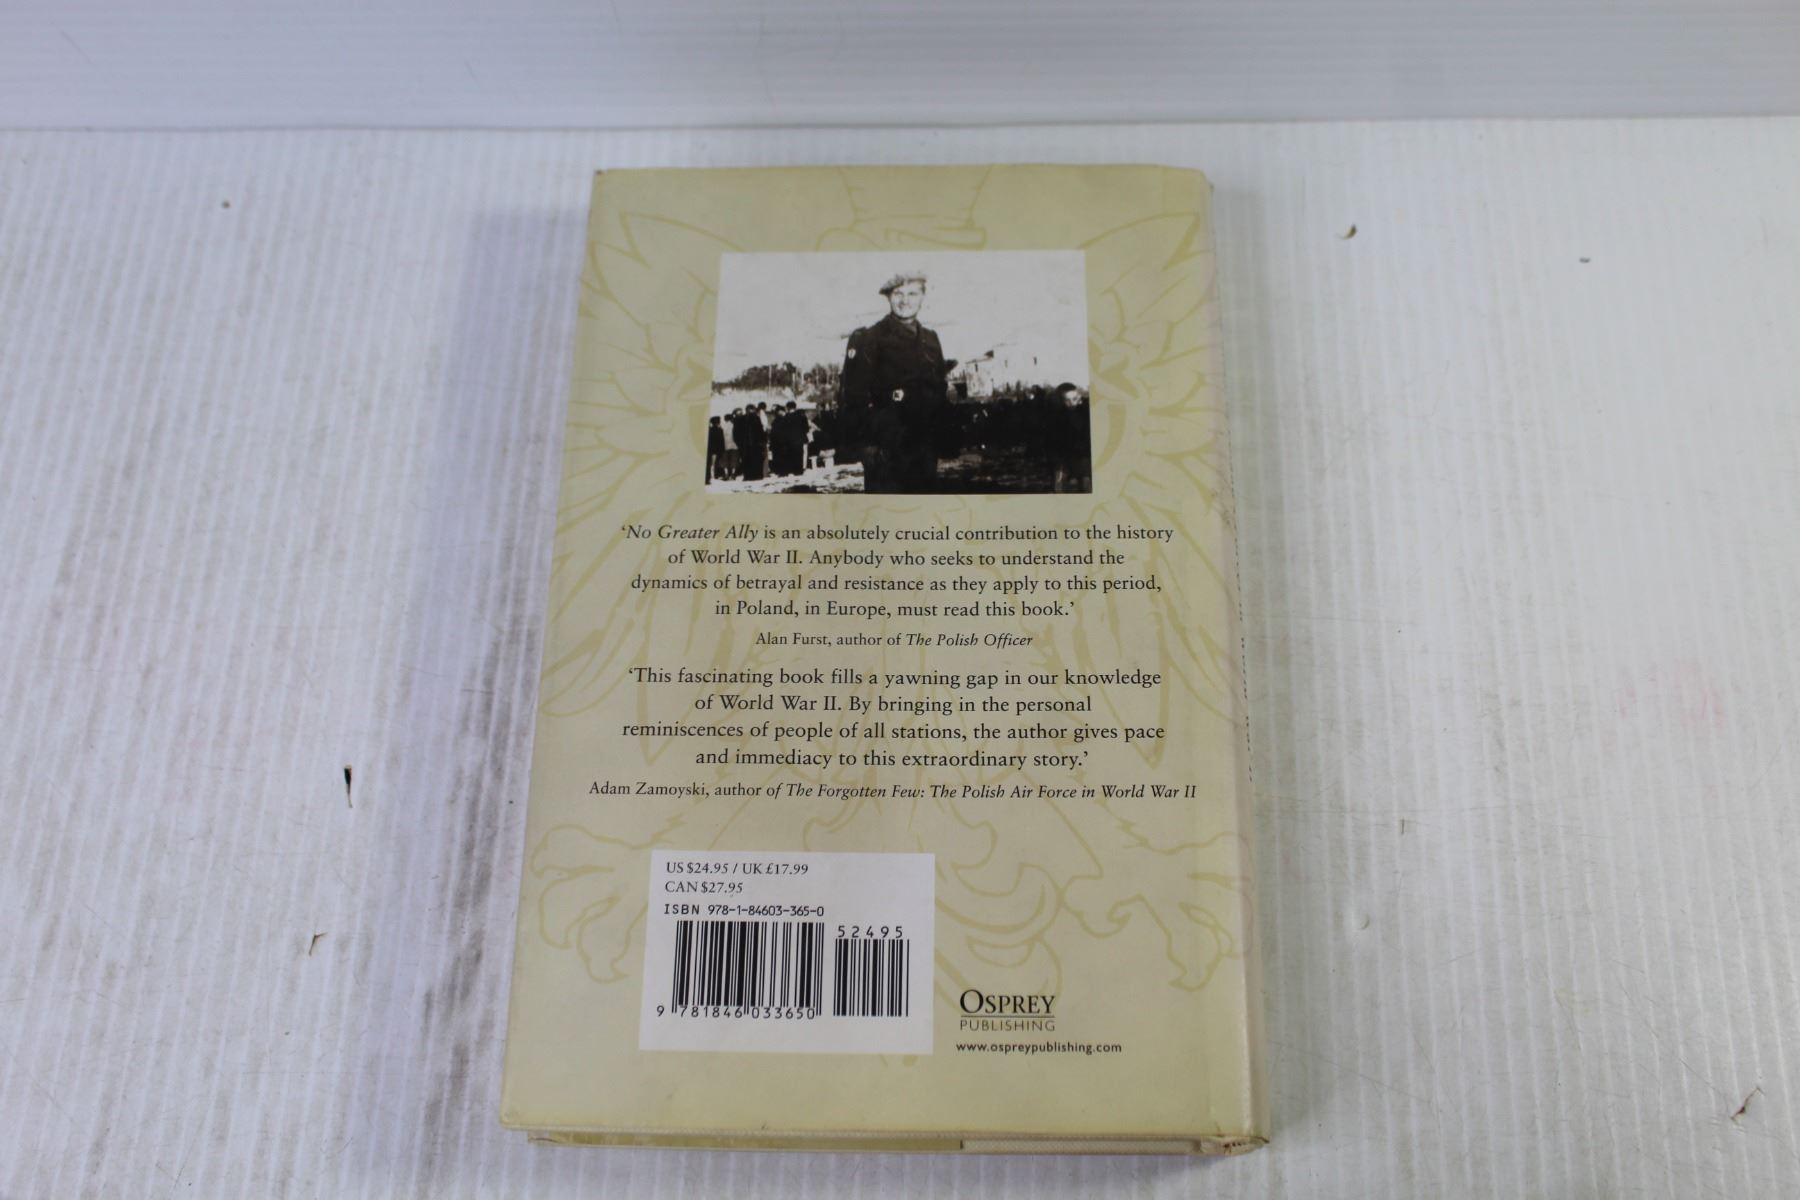 ‘No Greater Ally is an absolutely crucial contribution to the history
of World War II. Anybody who seeks to understand the
dynamics of betrayal and resistance as they apply to this period,
in Poland, in Europe, must read this book.’
Alan Furst, author of The Polish Officer
‘This fascinating book fills a yawning gap in our knowledge
of World War II. By bringing in the personal
reminiscences of people of all stations, the author gives pace
and immediacy to this extraordinary story.’
Adam Zamoyski, author of The Forgotten Few: The Polish Air Force in World War II
US $24.95 / UK £17.99
CAN $27.95
ISBN 978-1-84603-365-0
52495
9 781846 033650
OSPREY
PUBLISHING
www.ospreypublishing.com